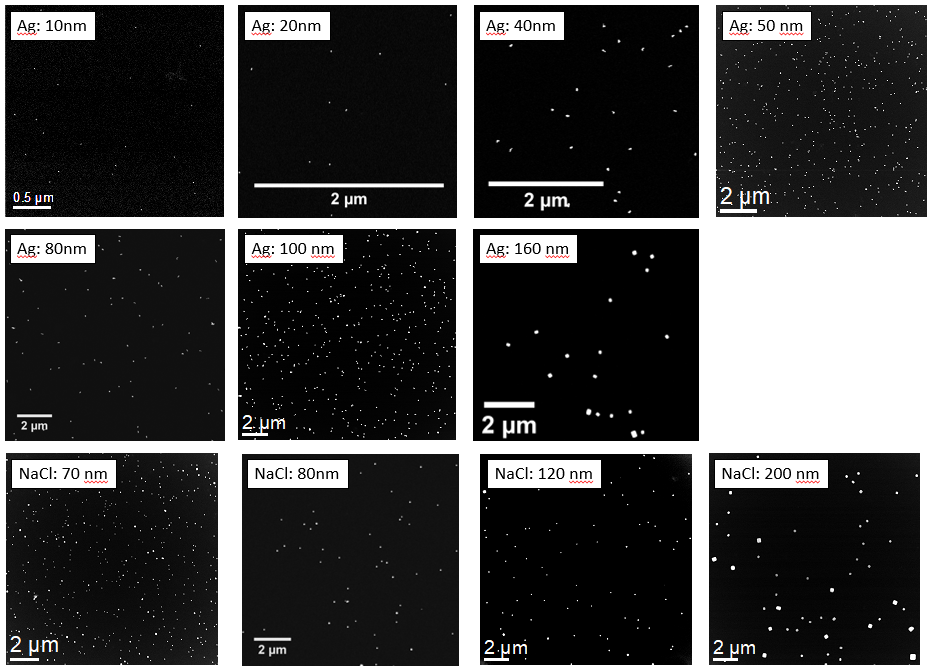 Ag: 10nm
Ag: 20nm
Ag: 40nm
Ag: 50 nm
0.5 µm
2 µm
2 µm.
2 µm
Ag: 80nm
Ag: 100 nm
Ag: 160 nm
2 µm
2 µm
2 µm
NaCl: 70 nm
NaCl: 80nm
NaCl: 120 nm
NaCl: 200 nm
2 µm
2 µm
2 µm
2 µm